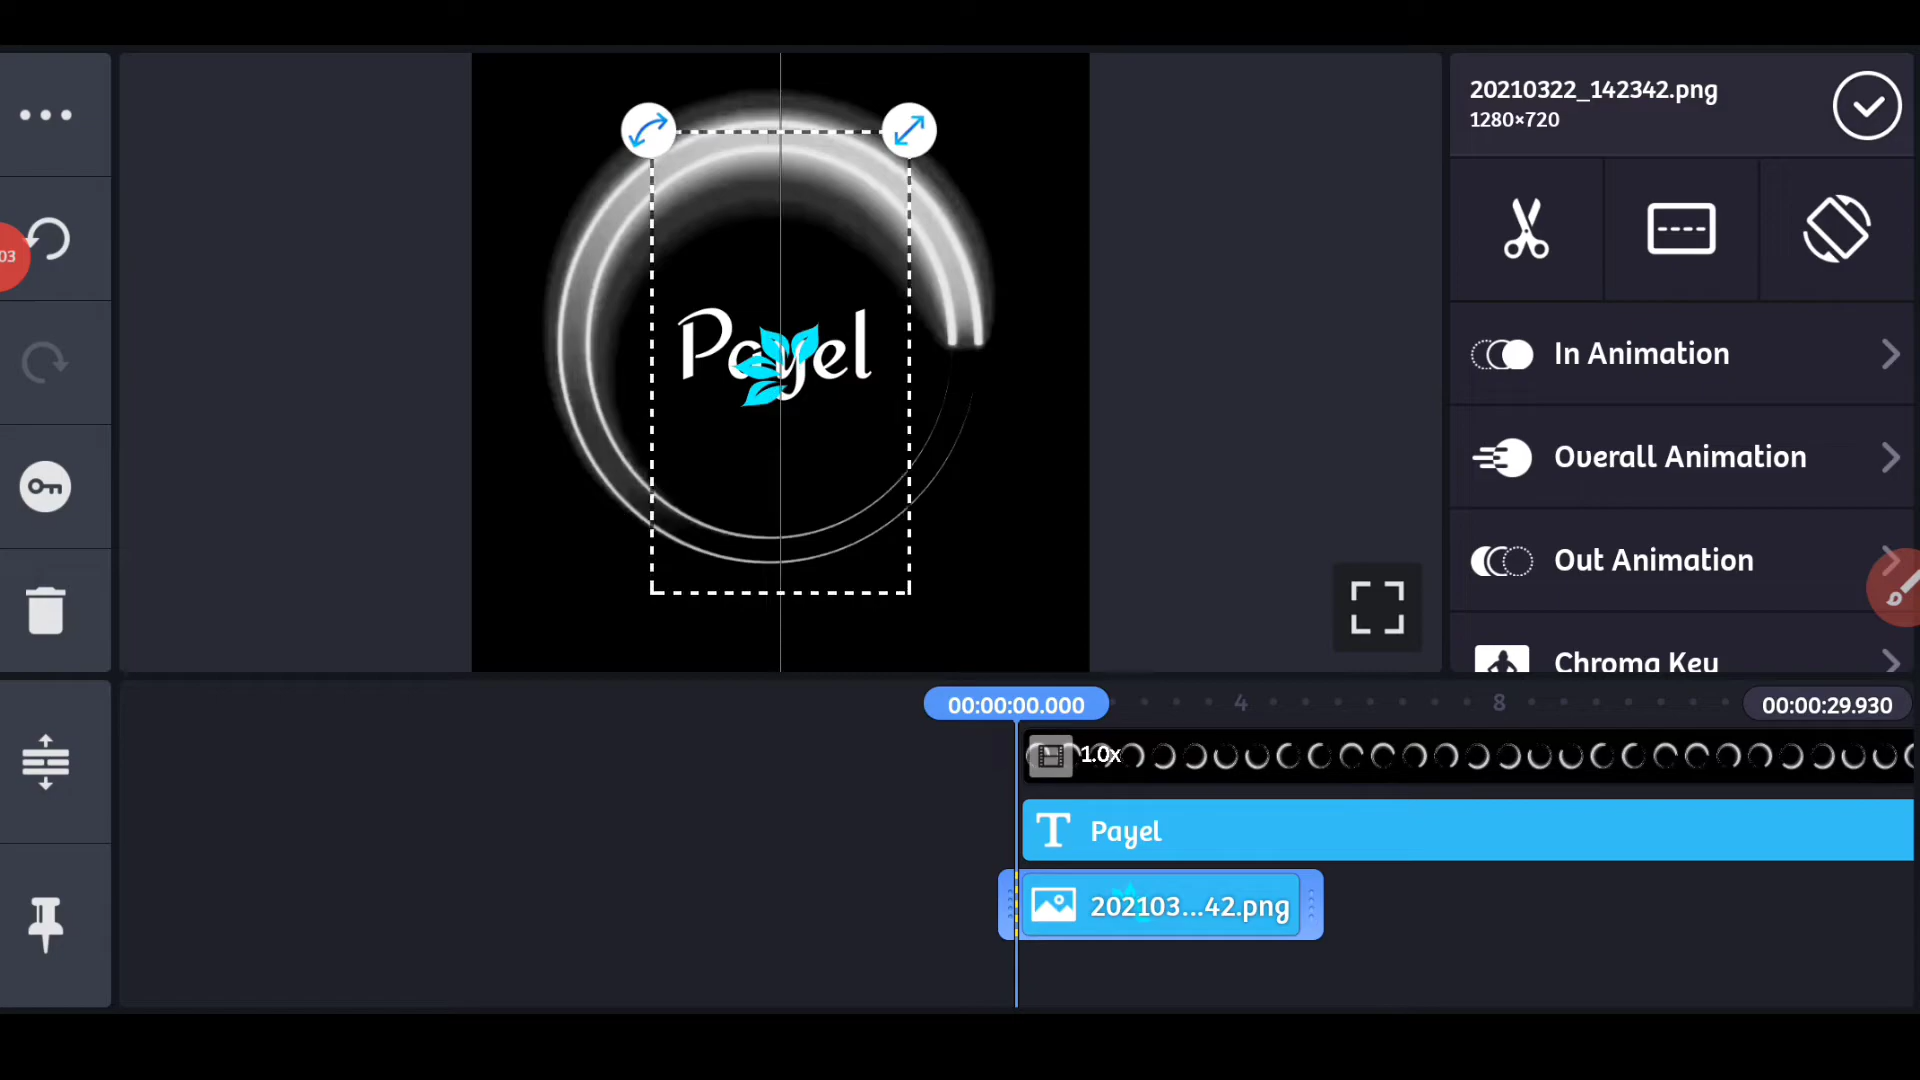 20210322_142342.png
1280×720
03
Payel
In Animation
Overall Animation
Out Animation
Chroma Key
00:00:00.000
4
8
00:00:29.930
1.0x
T Payel
202103...42.png